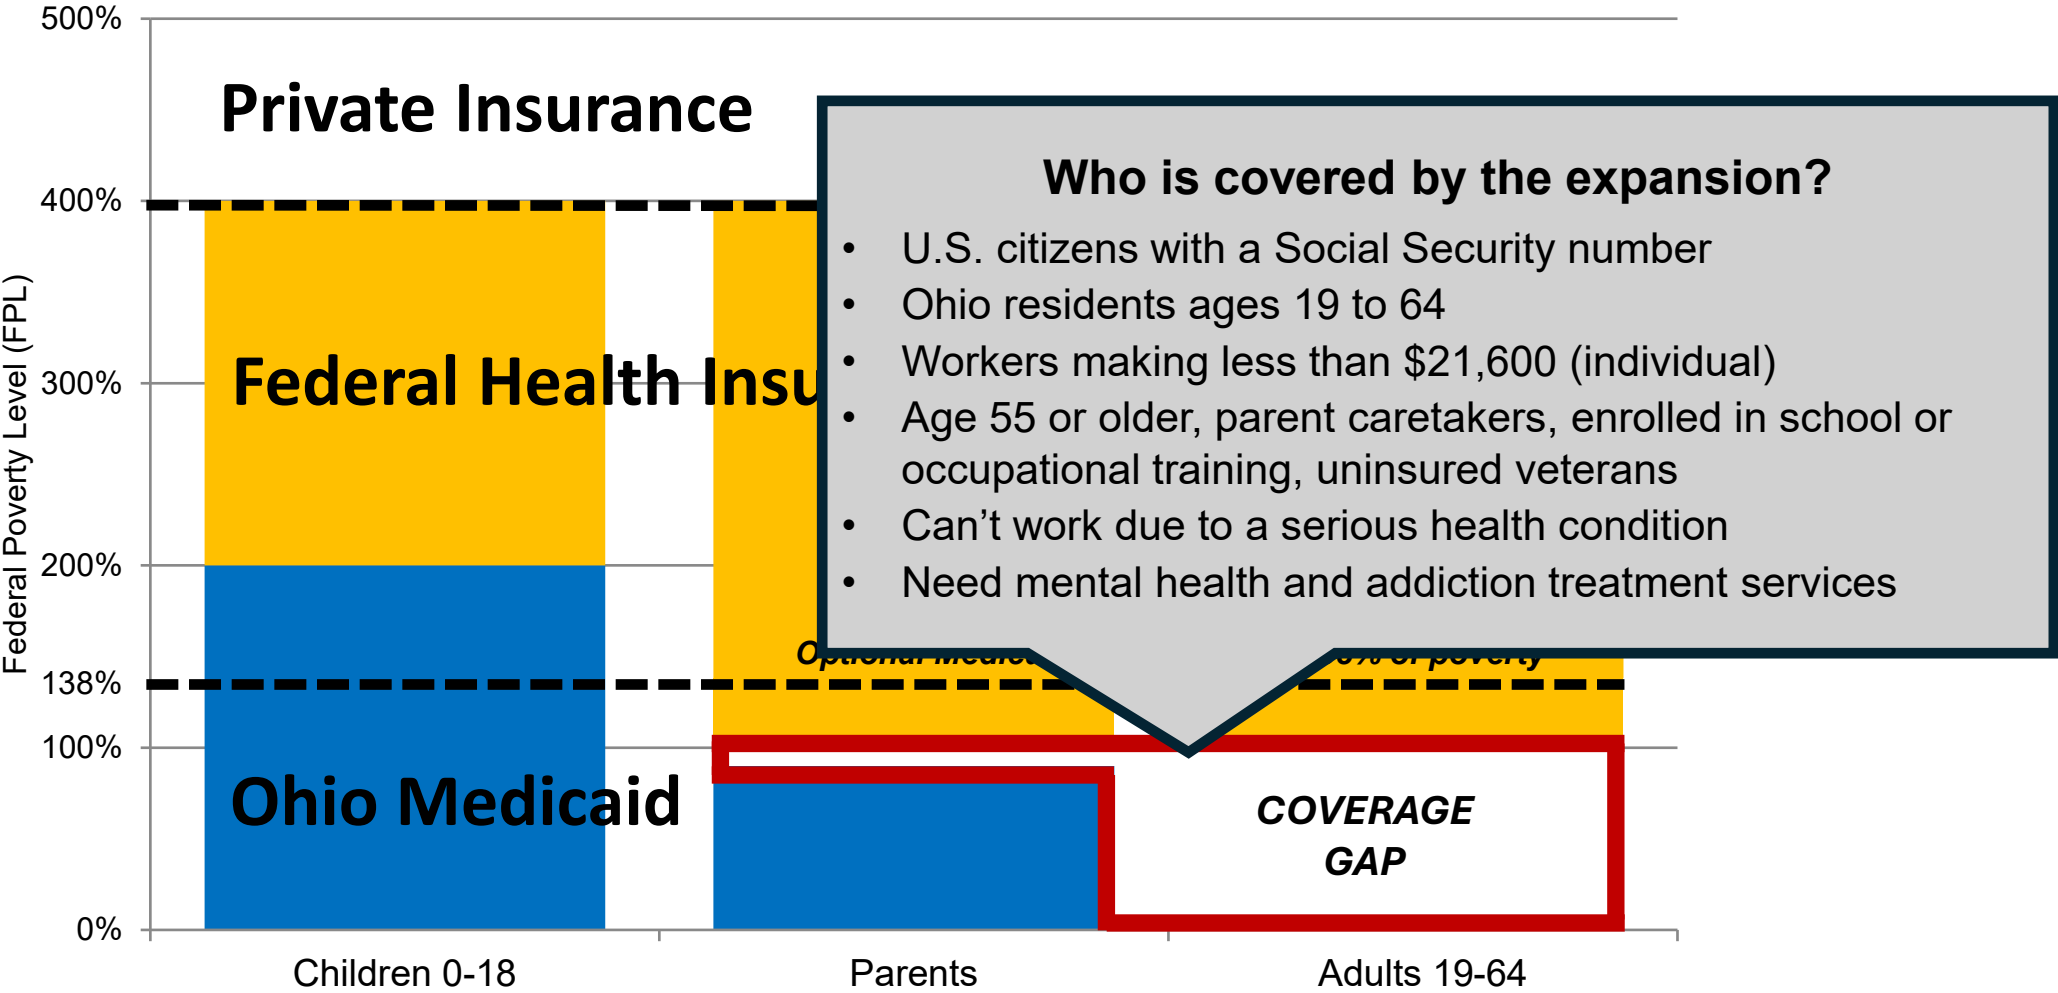 500%
Private Insurance
Who is covered by the expansion?
• U.S. citizens with a Social Security number
• Ohio residents ages 19 to 64
• Workers making less than $21,600 (individual)
• Age 55 or older, parent caretakers, enrolled in school or
occupational training, uninsured veterans
• Can’t work due to a serious health condition
• Need mental health and addiction treatment services
400%
Federal Health
300%
Federal Poverty Level (FPL)
200%
Optional
of poverty
138%
100%
Ohio Medicaid
COVERAGE
GAP
0%
Children 0-18
Parents
Adults 19-64